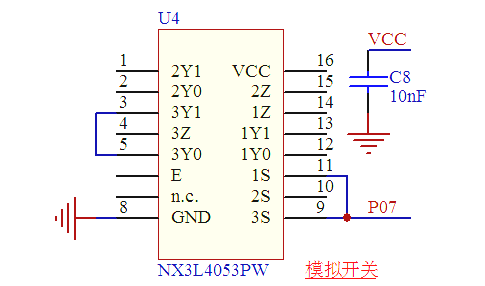 U4
1 2Y1 VCC 16 VCC
2 2Y0 2Z 15 C8
3 3Y1 1Z 14 10nF
4 3Z 1Y1 13
5 3Y0 1Y0 12
E 1S 11
n.c. 2S 10
8 GND 3S 9 P07
NX3L4053PW 模拟开关